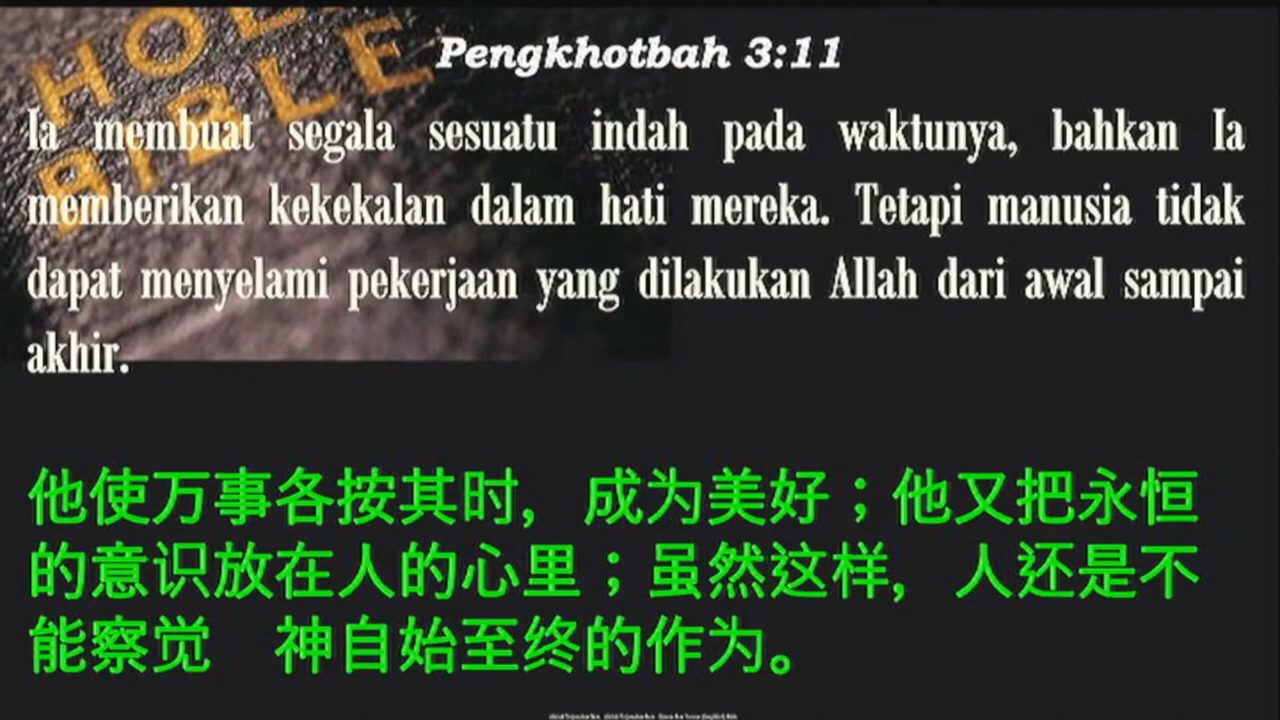 HOLY
BIBLE
Pengkhotbah 3:11
Ia membuat segala sesuatu indah pada waktunya, bahkan Ia
memberikan kekekalan dalam hati mereka. Tetapi manusia tidak
dapat menyelami pekerjaan yang dilakukan Allah dari awal sampai
akhir.
他使万事各按其时，成为美好；他又把永恒
的意识放在人的心里；虽然这样，人还是不
能察觉　神自始至终的作为。